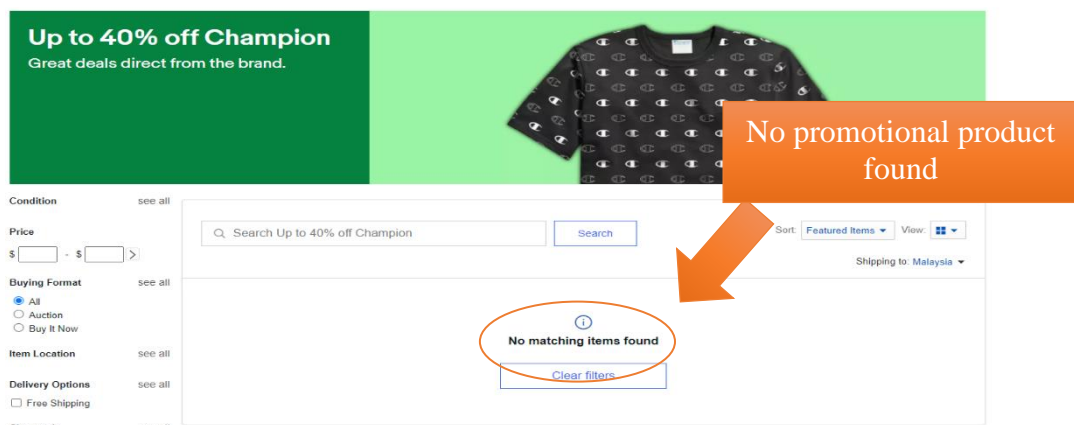 Up to 40% off Champion
Great deals direct from the brand.
No promotional product
found
Condition see all
Price
$ - $ >
Buying Format see all
All
Auction
Buy It Now
Item Location see all
Delivery Options see all
Free Shipping
Search Up to 40% off Champion
Search
Sort: Featured Items
View:
Shipping to: Malaysia
No matching items found
Clear filters